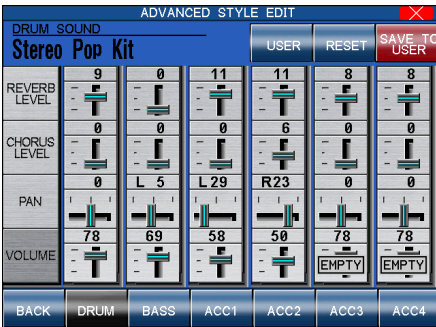 ADVANCED STYLE EDIT
DRUM SOUND
Stereo Pop Kit
USER RESET SAVE TO USER
REVERB LEVEL 9 0 11 11 8 8
CHORUS LEVEL 0 0 0 6 0 0
PAN 0 L 5 L29 R23 0 0
VOLUME 78 69 58 50 78 78
EMPTY EMPTY
BACK DRUM BASS ACC1 ACC2 ACC3 ACC4